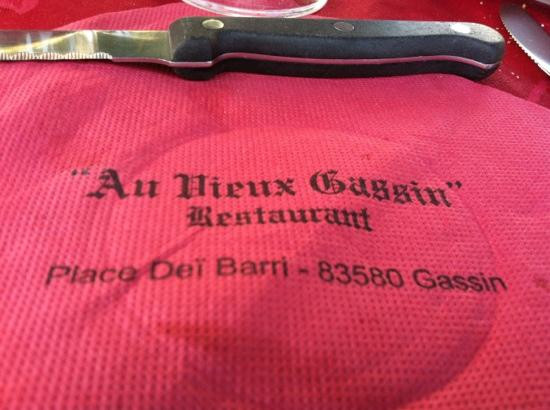 "Au Vieux Gassin"
Restaurant
Place Deï Barri - 83580 Gassin